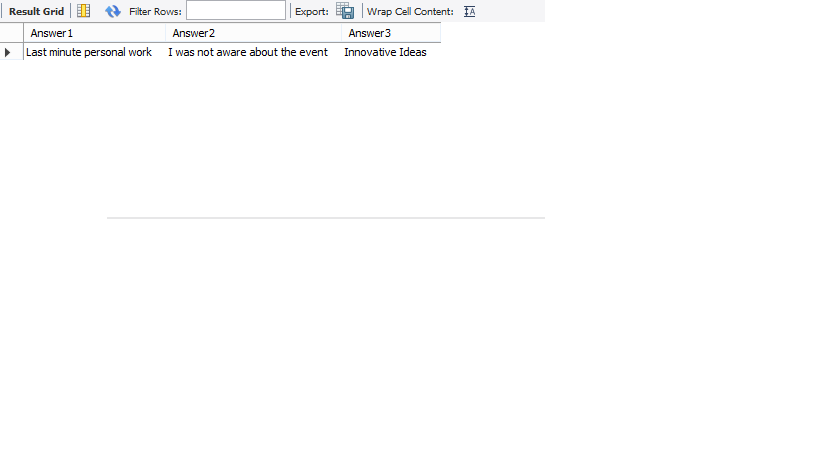 Result Grid Filter Rows: Export: Wrap Cell Content: A
Answer1 Answer2 Answer3
Last minute personal work I was not aware about the event Innovative Ideas